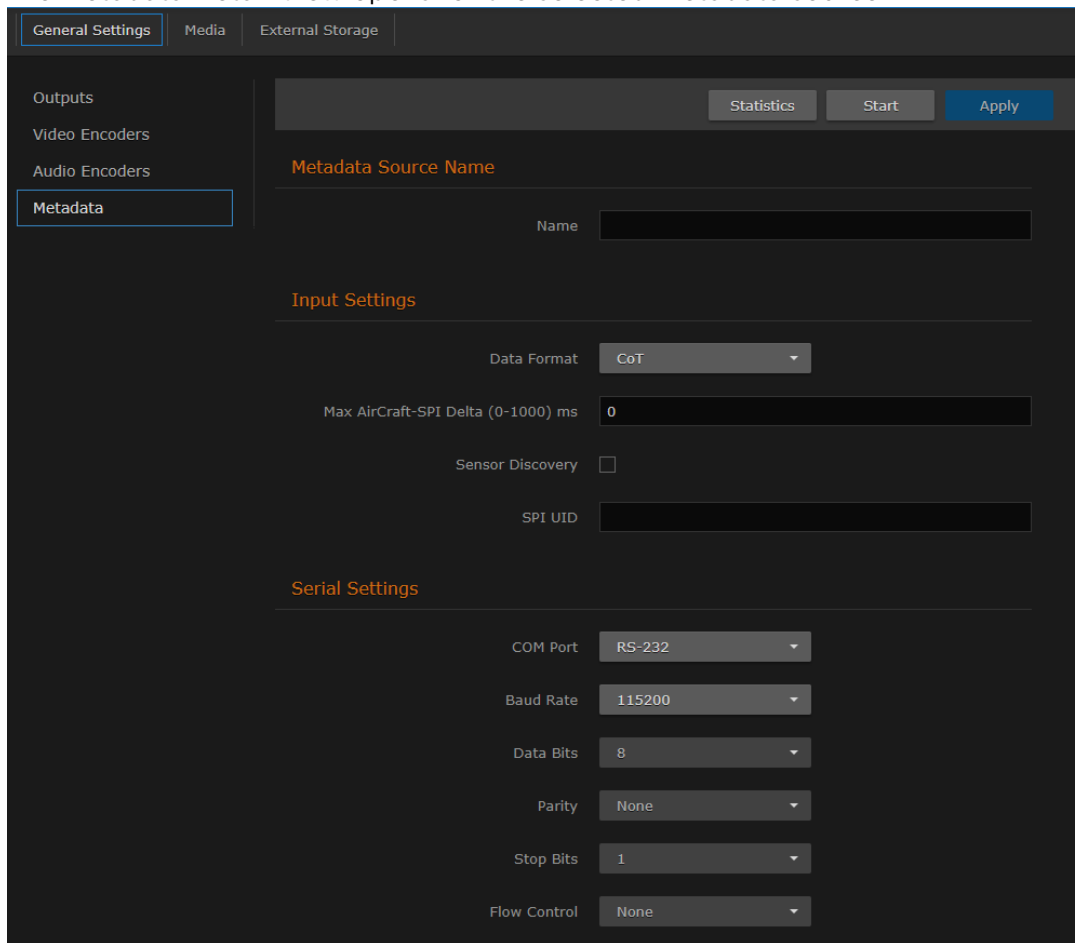 General Settings Media External Storage
Outputs
Video Encoders
Audio Encoders
Metadata
Statistics Start Apply
Metadata Source Name
Name
Input Settings
Data Format CoT
Max AirCraft-SPI Delta (0-1000) ms 0
Sensor Discovery
SPI UID
Serial Settings
COM Port RS-232
Baud Rate 115200
Data Bits 8
Parity None
Stop Bits 1
Flow Control None